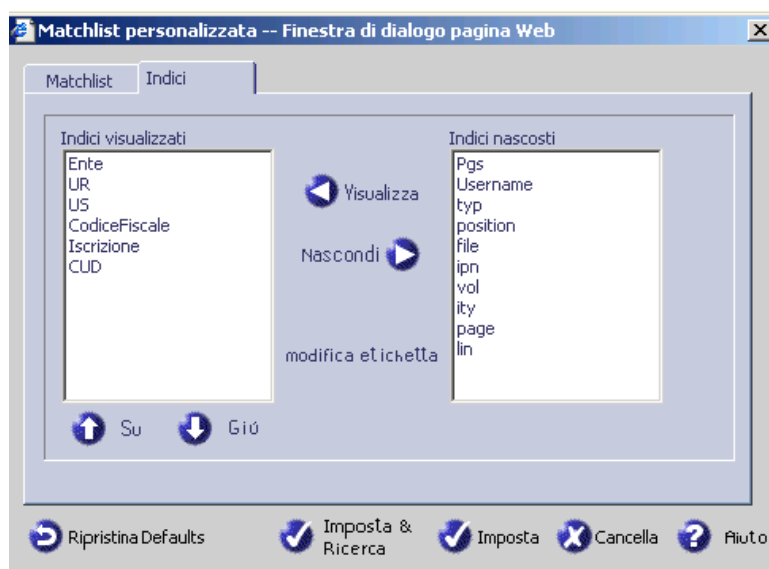 Matchlist personalizzata -- Finestra di dialogo pagina Web
Matchlist Indici
Indici visualizzati
Ente
UR
US
CodiceFiscale
Iscrizione
CUD
Visualizza
Nascondi
modifica etichetta
Indici nascosti
Pgs
Username
typ
position
file
ipn
vol
ity
page
lin
Su Giú
Ripristina Defaults
Imposta &
Ricerca
Imposta
Cancella
Aiuto